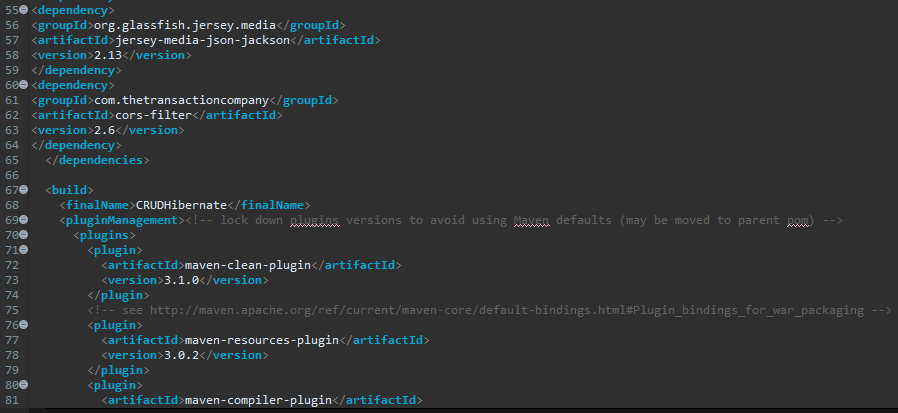 55 <dependency>
56 <groupId>org.glassfish.jersey.media</groupId>
57 <artifactId>jersey-media-json-jackson</artifactId>
58 <version>2.13</version>
59 </dependency>
60 <dependency>
61 <groupId>com.thetransactioncompany</groupId>
62 <artifactId>cors-filter</artifactId>
63 <version>2.6</version>
64 </dependency>
65 </dependencies>
66
67 <build>
68 <finalName>CRUDHibernate</finalName>
69 <pluginManagement><!-- lock down plugins versions to avoid using Maven defaults (may be moved to parent pom) -->
70 <plugins>
71 <plugin>
72 <artifactId>maven-clean-plugin</artifactId>
73 <version>3.1.0</version>
74 </plugin>
75 <!-- see http://maven.apache.org/ref/current/maven-core/default-bindings.html#Plugin_bindings_for_war_packaging -->
76 <plugin>
77 <artifactId>maven-resources-plugin</artifactId>
78 <version>3.0.2</version>
79 </plugin>
80 <plugin>
81 <artifactId>maven-compiler-plugin</artifactId>